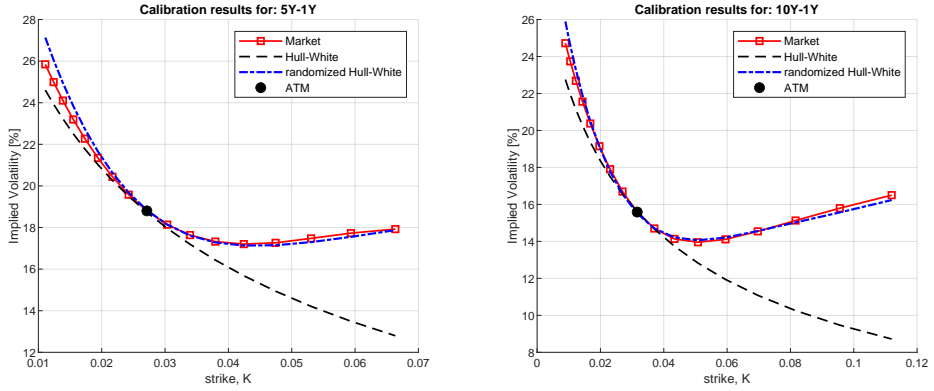 Calibration results for: 5Y-1Y
28
26
24
22
20
18
16
14
12
Implied Volatility [%]
Market
Hull-White
randomized Hull-White
ATM
0.01
0.02
0.03
0.04
0.05
0.06
0.07
strike, K
Calibration results for: 10Y-1Y
26
24
22
20
18
16
14
12
10
8
Implied Volatility [%]
Market
Hull-White
randomized Hull-White
ATM
0
0.02
0.04
0.06
0.08
0.1
0.12
strike, K